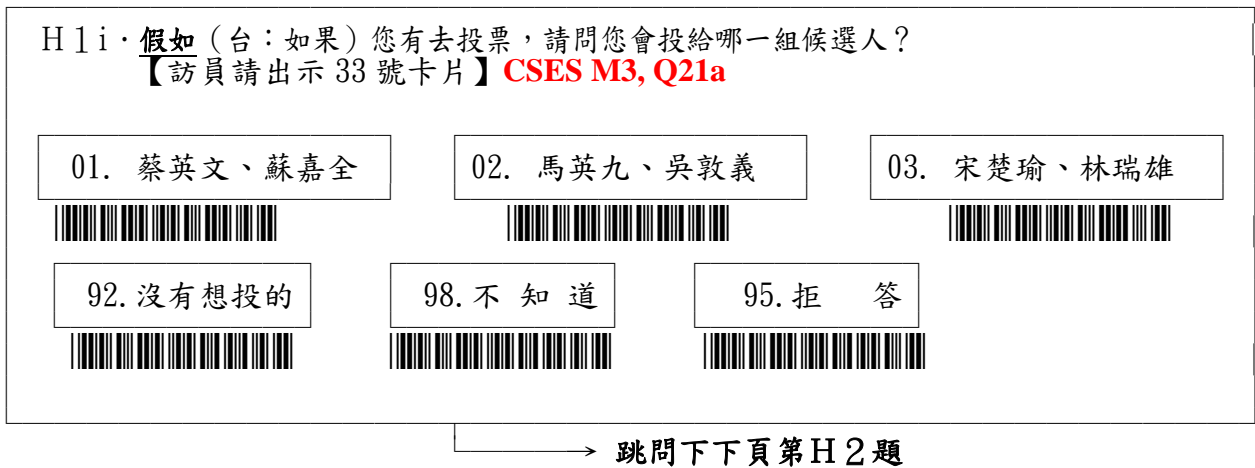 H1i·假如（台：如果）您有去投票，請問您會投給哪一組候選人？
【訪員請出示 33 號卡片】CSES M3, Q21a
01. 蔡英文、蘇嘉全 02. 馬英九、吳敦義 03. 宋楚瑜、林瑞雄
92.沒有想投的 98.不 知 道 95.拒 答
→ 跳問下下頁第H2題